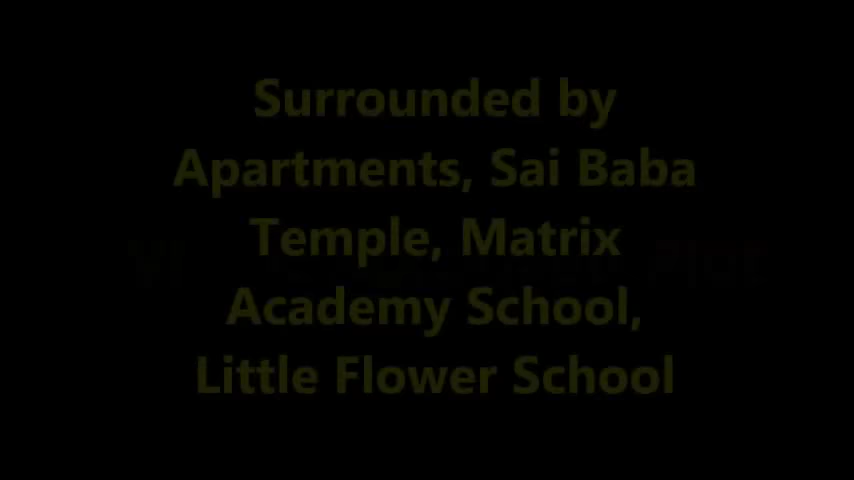 Surrounded by
Apartments, Sai Baba
Temple, Matrix
Academy School,
Little Flower School